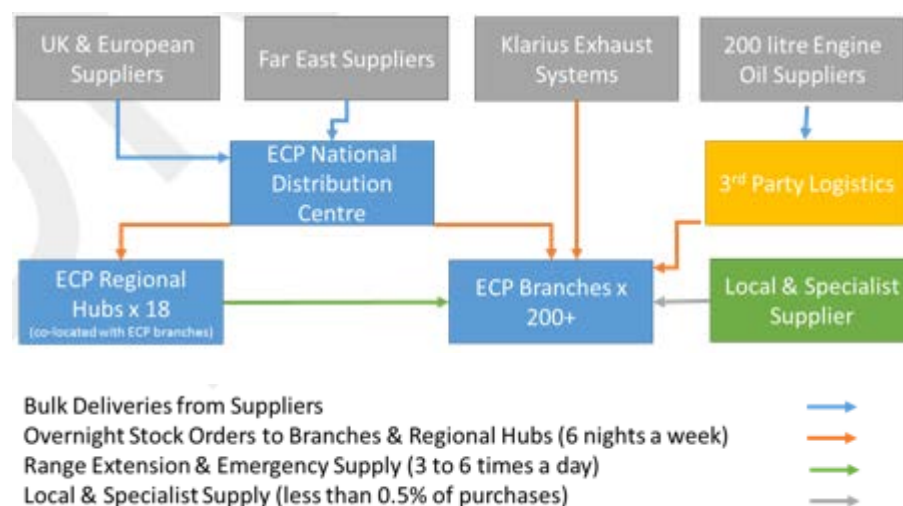 UK & European
Suppliers
Far East Suppliers
Klarius Exhaust
Systems
200 litre Engine
Oil Suppliers
ECP National
Distribution
Centre
3rd Party Logistics
ECP Regional
Hubs x 18
(co-located with ECP branches)
ECP Branches x
200+
Local & Specialist
Supplier
Bulk Deliveries from Suppliers
Overnight Stock Orders to Branches & Regional Hubs (6 nights a week)
Range Extension & Emergency Supply (3 to 6 times a day)
Local & Specialist Supply (less than 0.5% of purchases)